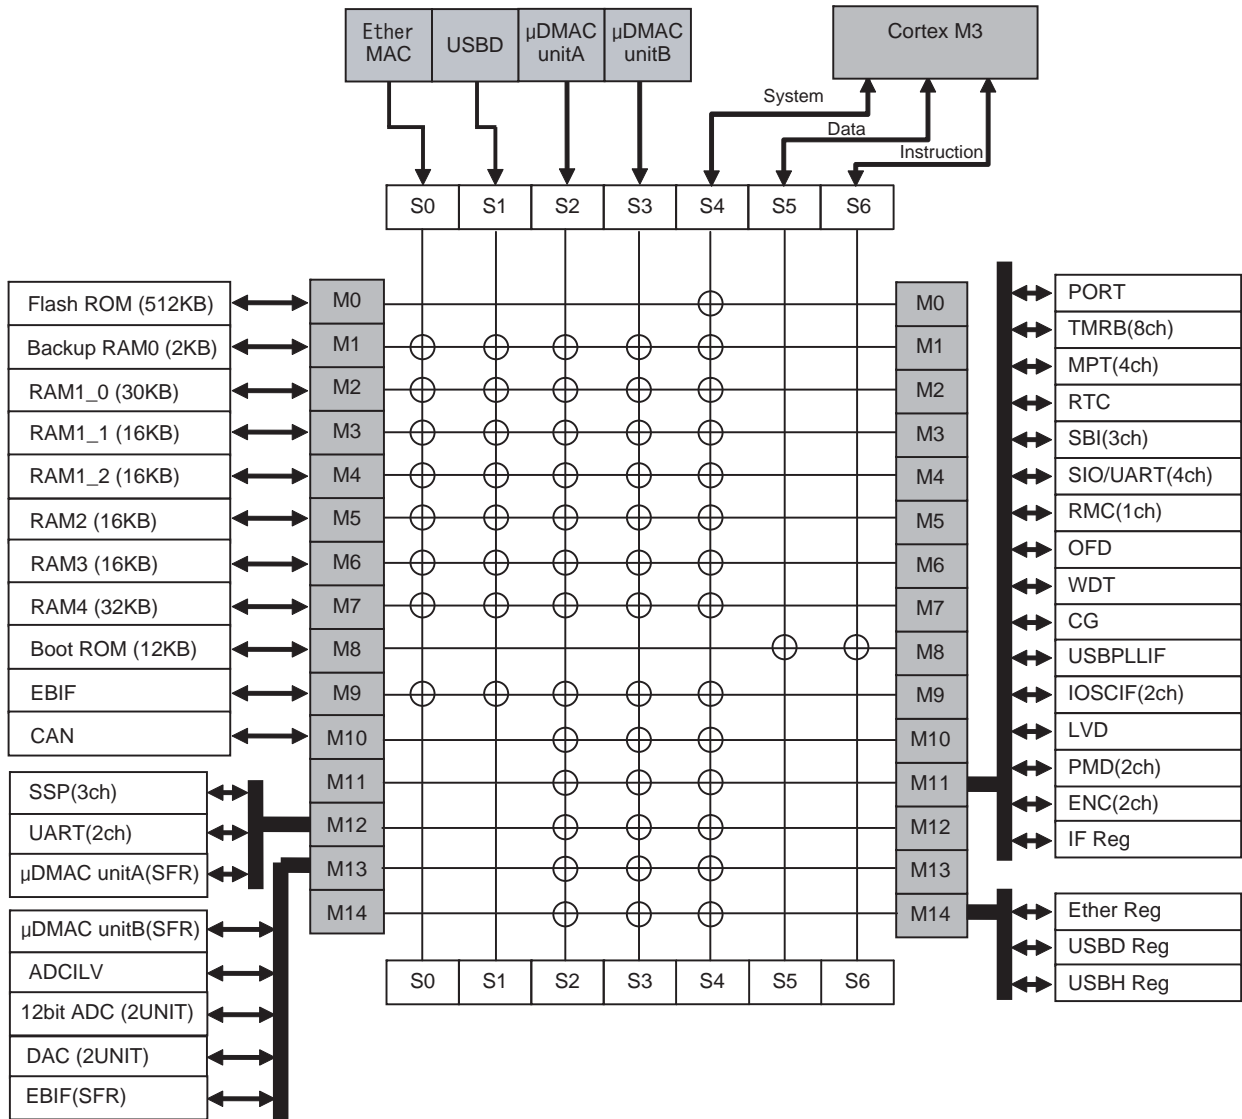 Ether
MAC
USBD
µDMAC
unitA
µDMAC
unitB
Cortex M3
System
Data
Instruction
S0
S1
S2
S3
S4
S5
S6
Flash ROM (512KB)
Backup RAM0 (2KB)
RAM1_0 (30KB)
RAM1_1 (16KB)
RAM1_2 (16KB)
RAM2 (16KB)
RAM3 (16KB)
RAM4 (32KB)
Boot ROM (12KB)
EBIF
CAN
SSP(3ch)
UART(2ch)
µDMAC unitA(SFR)
µDMAC unitB(SFR)
ADCILV
12bit ADC (2UNIT)
DAC (2UNIT)
EBIF(SFR)
M0
M1
M2
M3
M4
M5
M6
M7
M8
M9
M10
M11
M12
M13
M14
M0
M1
M2
M3
M4
M5
M6
M7
M8
M9
M10
M11
M12
M13
M14
PORT
TMRB(8ch)
MPT(4ch)
RTC
SBI(3ch)
SIO/UART(4ch)
RMC(1ch)
OFD
WDT
CG
USBPLLIF
IOSCIF(2ch)
LVD
PMD(2ch)
ENC(2ch)
IF Reg
Ether Reg
USBD Reg
USBH Reg
S0
S1
S2
S3
S4
S5
S6